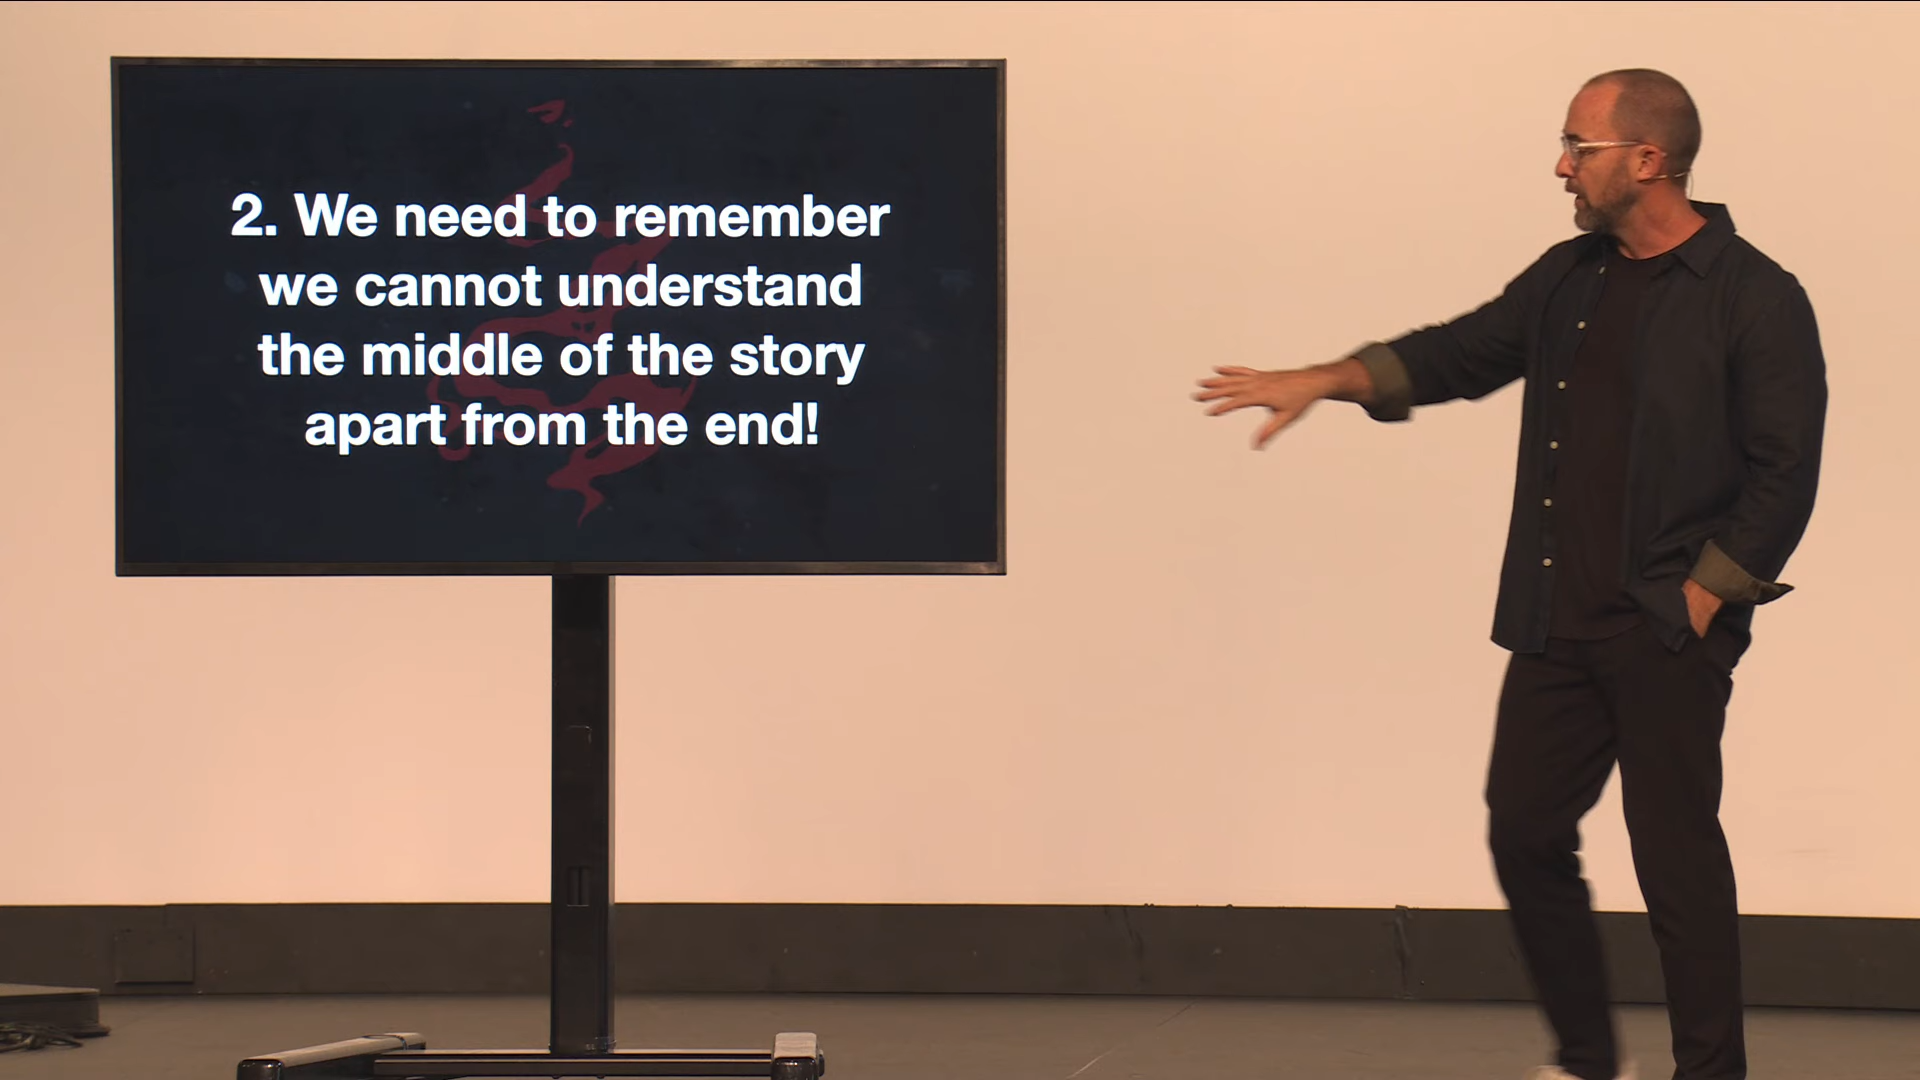 2. We need to remember
we cannot understand
the middle of the story
apart from the end!